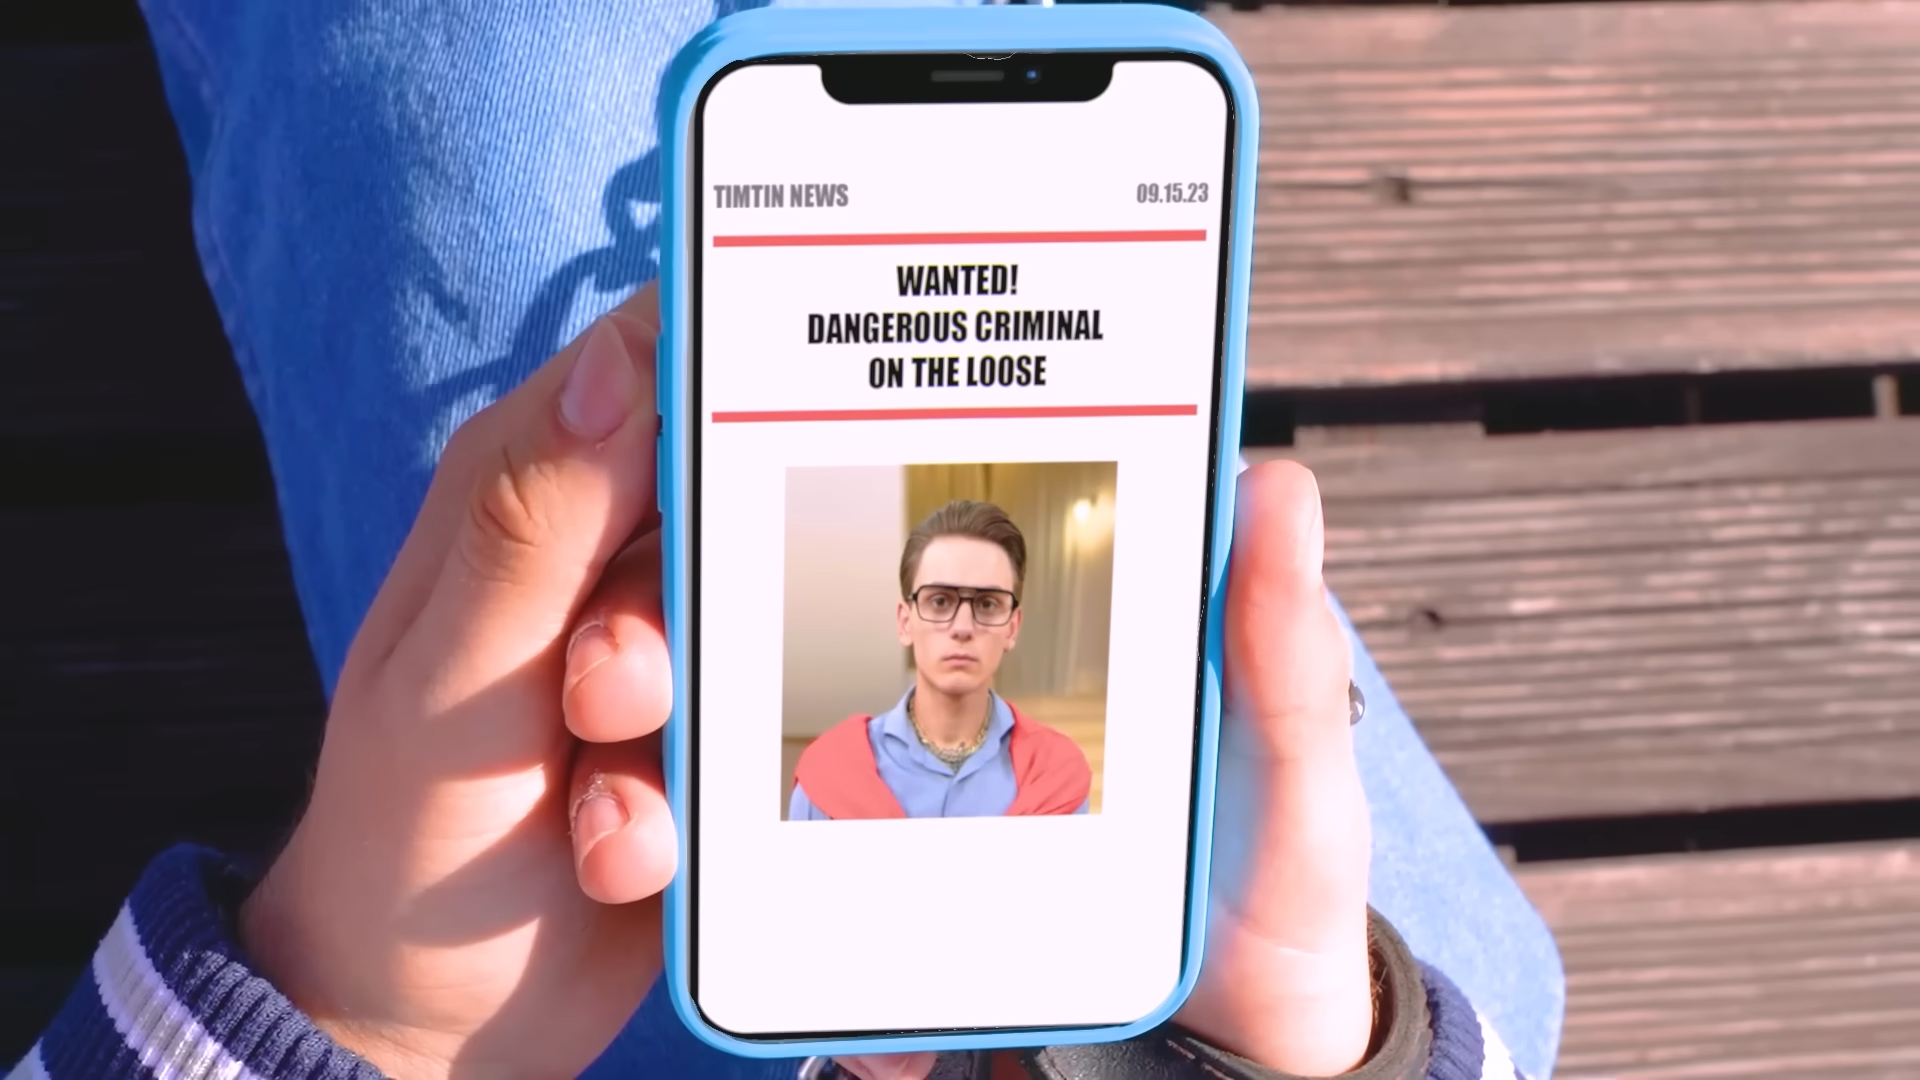 TIMTIN NEWS
09.15.23
WANTED!
DANGEROUS CRIMINAL
ON THE LOOSE